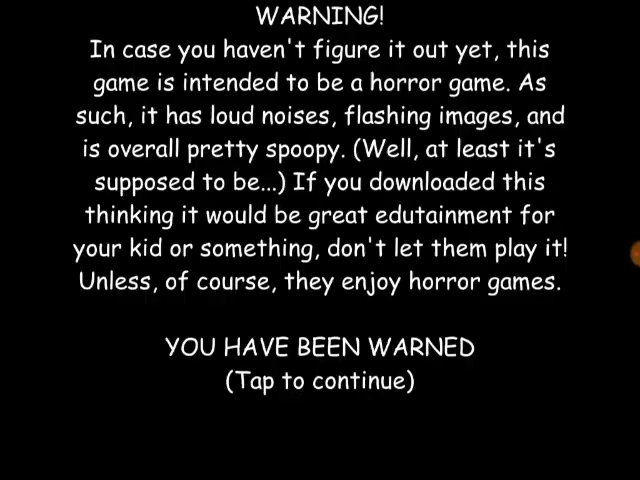 WARNING!
In case you haven't figure it out yet, this
game is intended to be a horror game. As
such, it has loud noises, flashing images, and
is overall pretty spoopy. (Well, at least it's
supposed to be...) If you downloaded this
thinking it would be great edutainment for
your kid or something, don't let them play it!
Unless, of course, they enjoy horror games.
YOU HAVE BEEN WARNED
(Tap to continue)